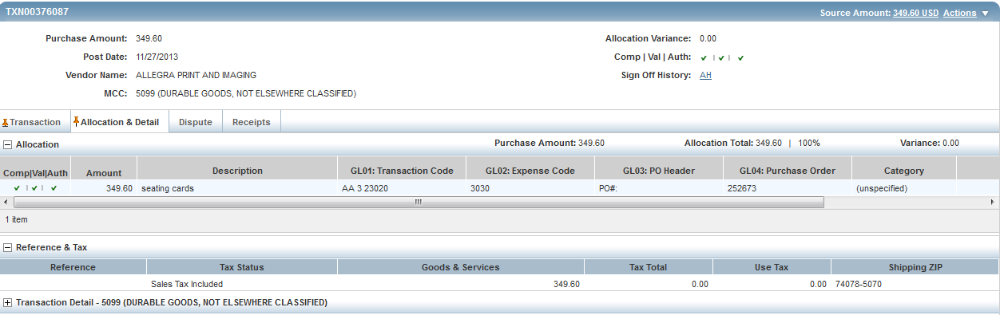 TXN00376087 Source Amount: 349.60 USD Actions
Purchase Amount: 349.60 Allocation Variance: 0.00
Post Date: 11/27/2013 Comp | Val | Auth:
Vendor Name: ALLEGRA PRINT AND IMAGING Sign Off History: AH
MCC: 5099 (DURABLE GOODS, NOT ELSEWHERE CLASSIFIED)
Transaction Allocation & Detail Dispute Receipts
Allocation Purchase Amount: 349.60 Allocation Total: 349.60 | 100% Variance: 0.00
Comp|Val|Auth Amount Description GL01: Transaction Code GL02: Expense Code GL03: PO Header GL04: Purchase Order Category
349.60 seating cards AA 3 23020 3030 PO#: 252673 (unspecified)
1 item
Reference & Tax
Reference Tax Status Goods & Services Tax Total Use Tax Shipping ZIP
Sales Tax Included 349.60 0.00 0.00 74078-5070
Transaction Detail - 5099 (DURABLE GOODS, NOT ELSEWHERE CLASSIFIED)